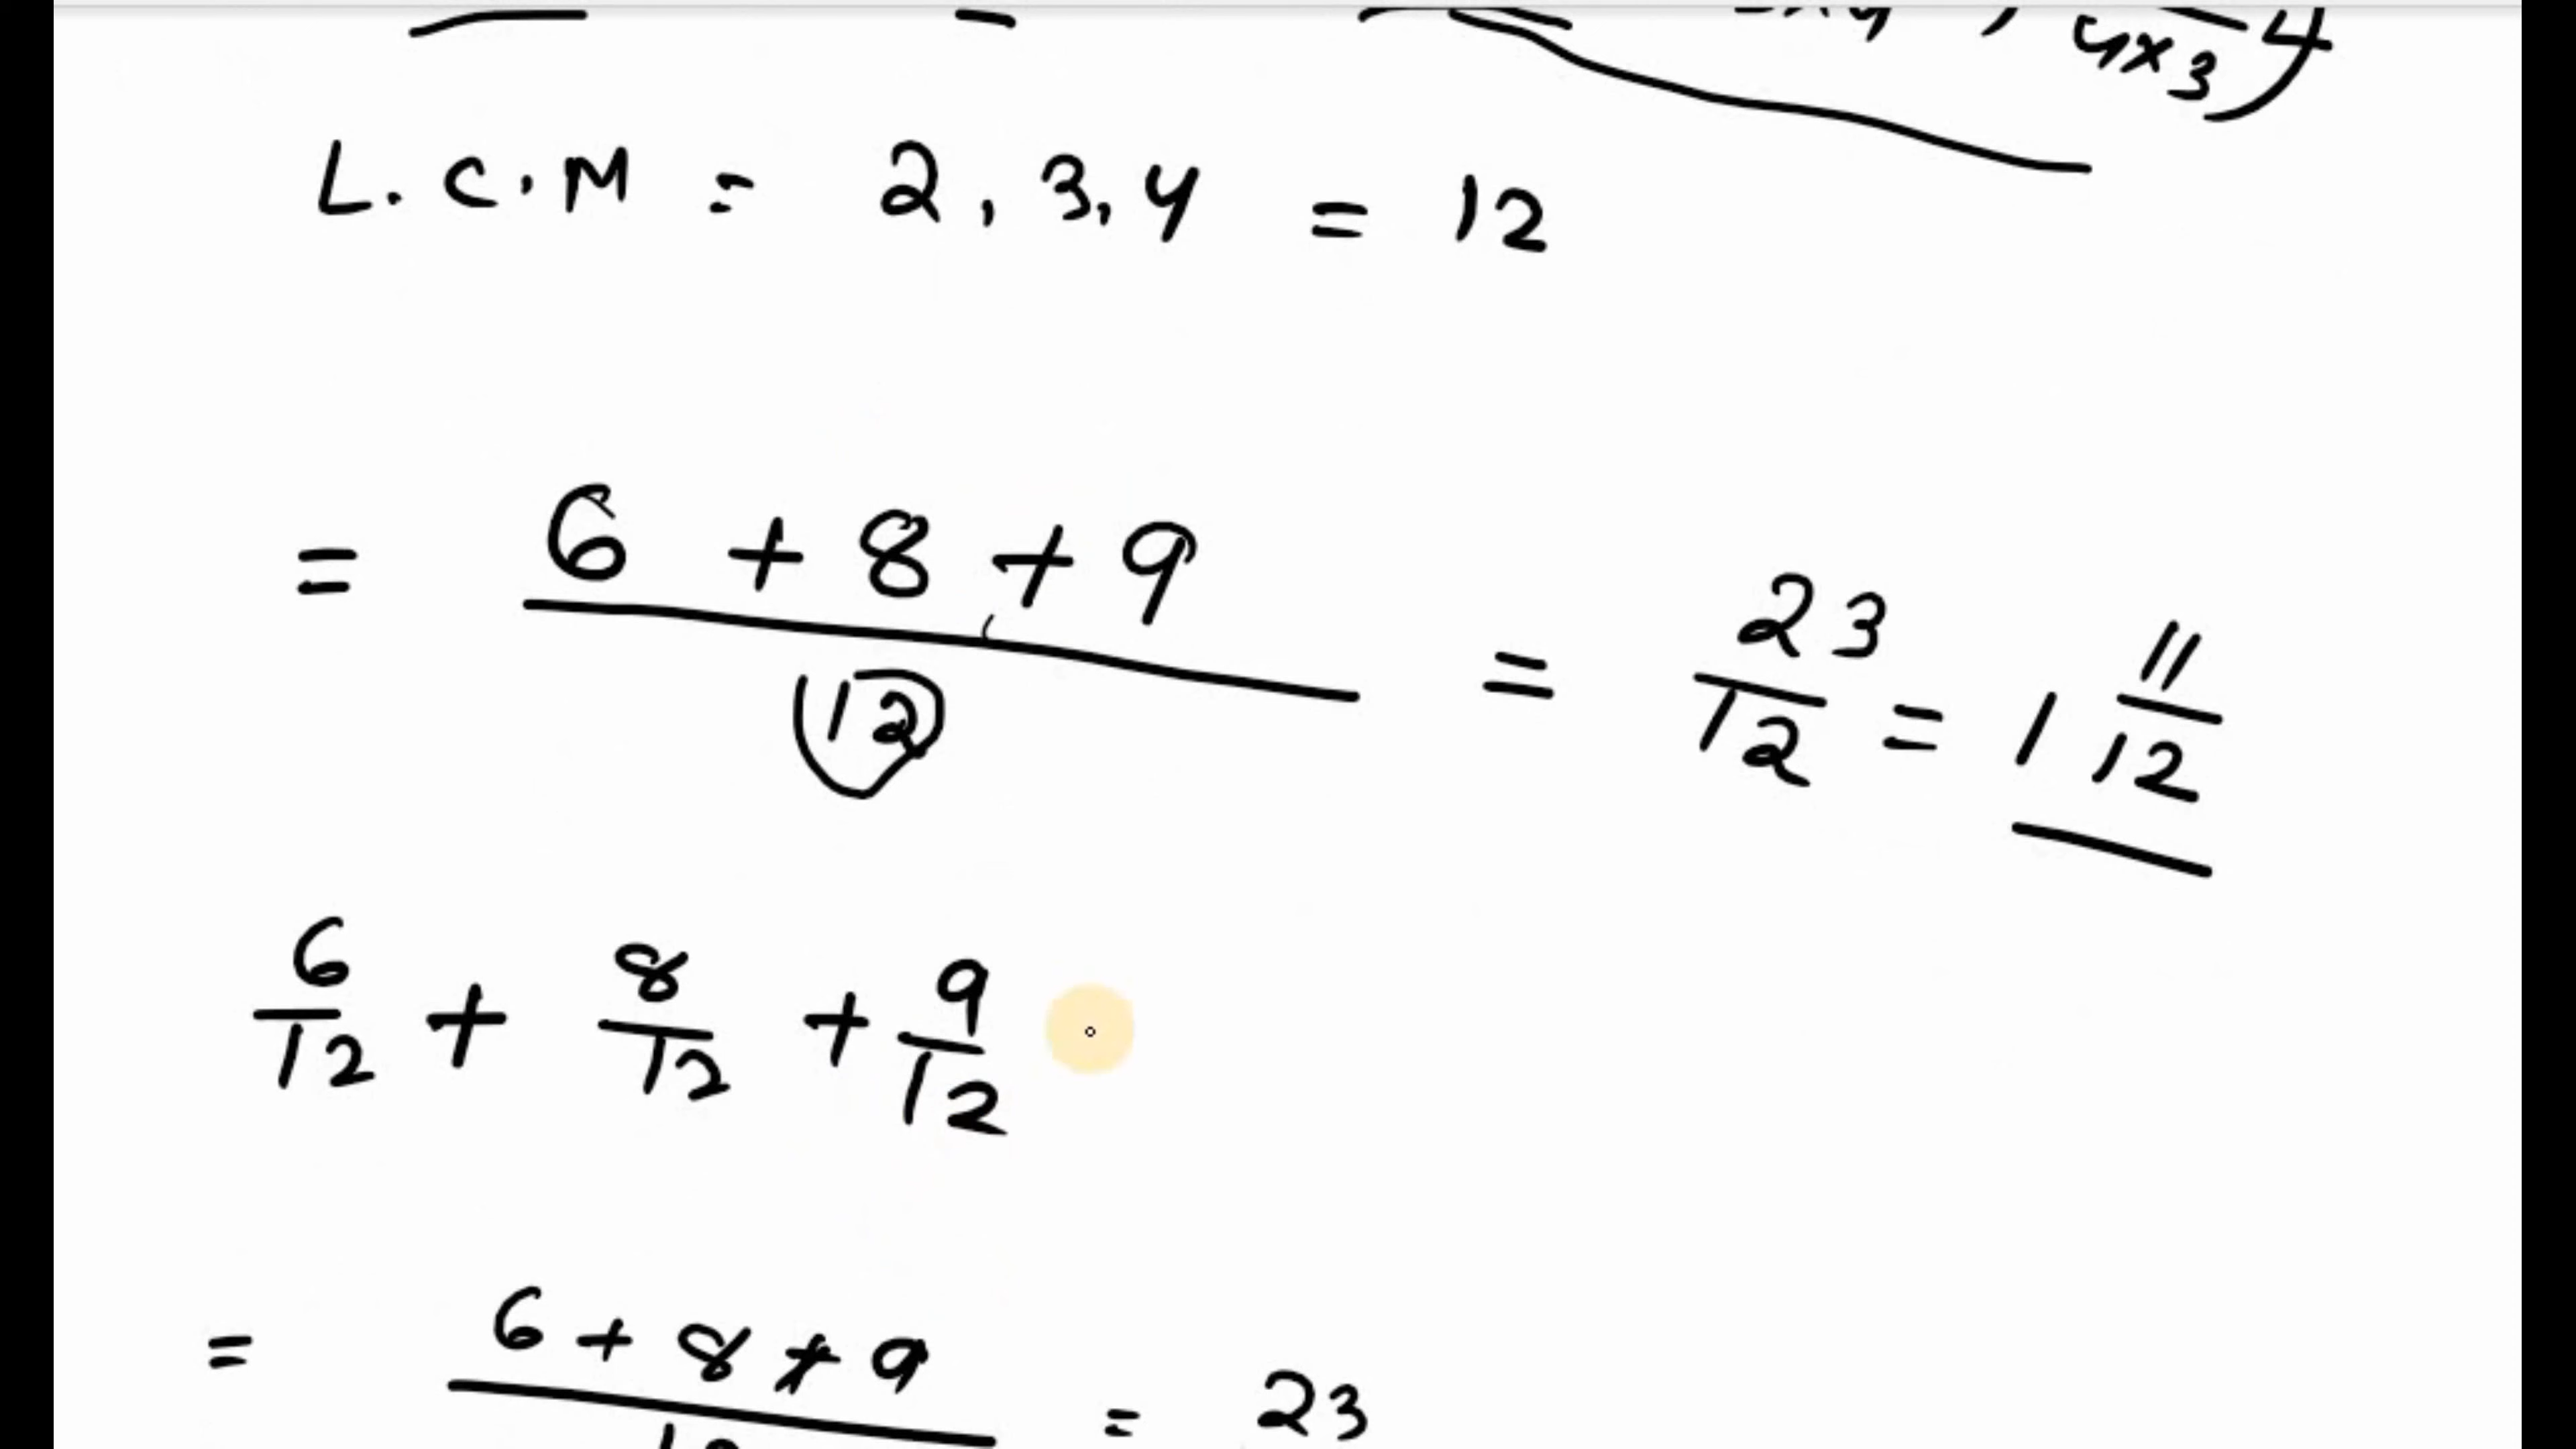 4x3)
L.C.M = 2, 3, 4 = 12
= 6 + 8 + 9 / 12 = 23/12 = 1 11/12
6/12 + 8/12 + 9/12
= 6 + 8 + 9 = 23